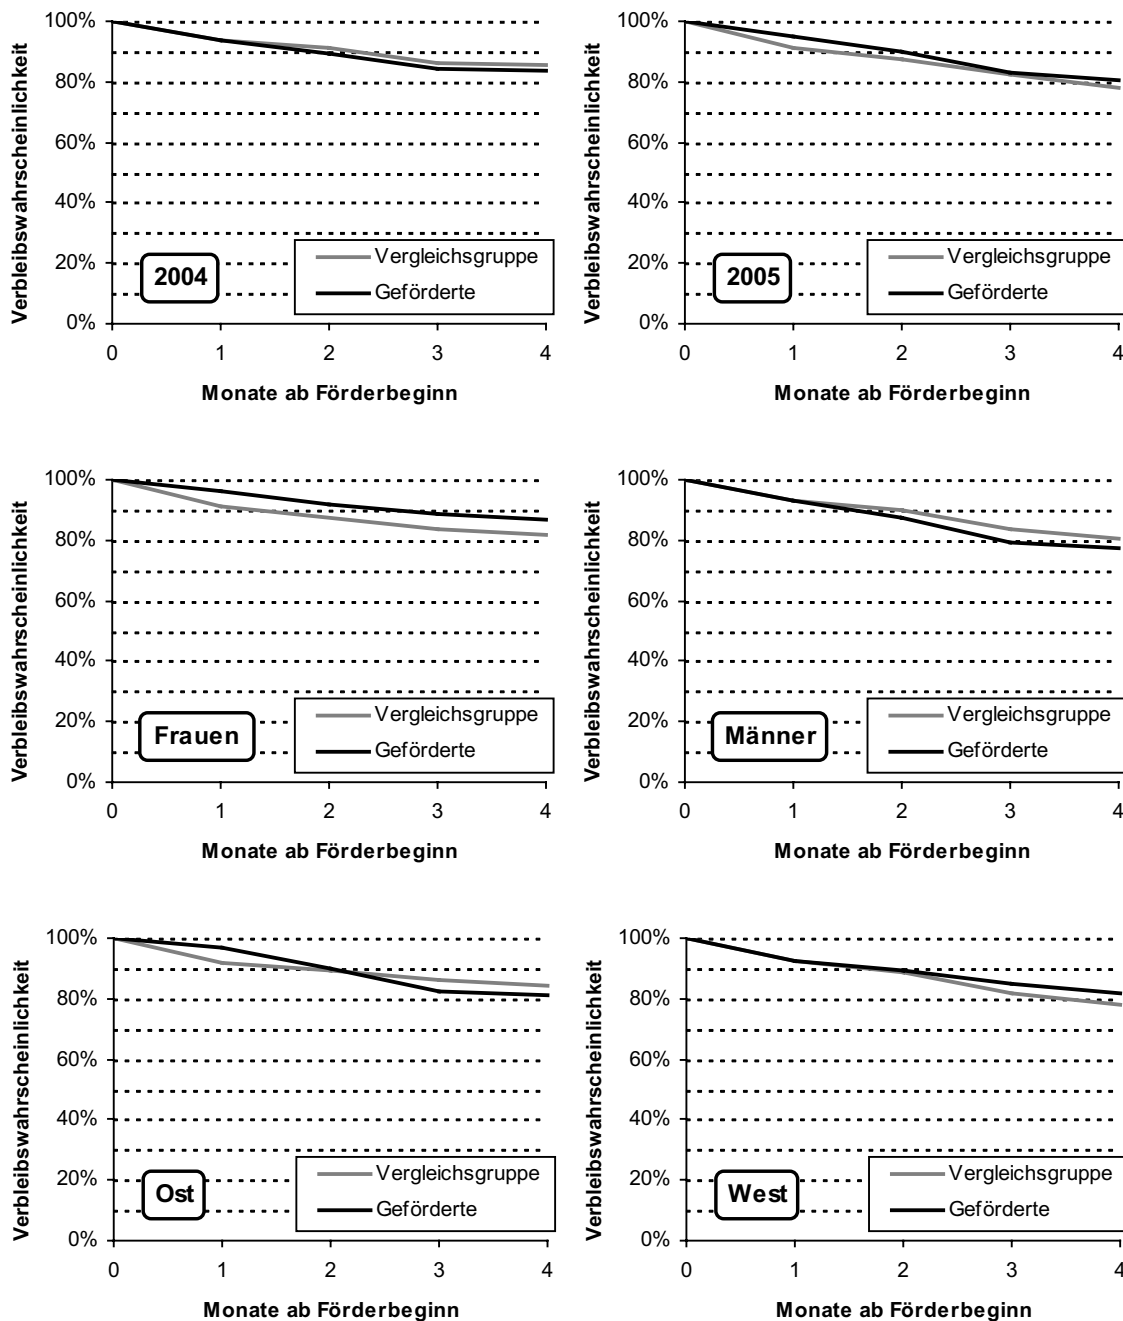 Verbleibswahrscheinlichkeit
100%
80%
60%
40%
20%
0%
2004
Vergleichsgruppe
Geförderte
0 1 2 3 4
Monate ab Förderbeginn
Verbleibswahrscheinlichkeit
100%
80%
60%
40%
20%
0%
2005
Vergleichsgruppe
Geförderte
0 1 2 3 4
Monate ab Förderbeginn
Verbleibswahrscheinlichkeit
100%
80%
60%
40%
20%
0%
Frauen
Vergleichsgruppe
Geförderte
0 1 2 3 4
Monate ab Förderbeginn
Verbleibswahrscheinlichkeit
100%
80%
60%
40%
20%
0%
Männer
Vergleichsgruppe
Geförderte
0 1 2 3 4
Monate ab Förderbeginn
Verbleibswahrscheinlichkeit
100%
80%
60%
40%
20%
0%
Ost
Vergleichsgruppe
Geförderte
0 1 2 3 4
Monate ab Förderbeginn
Verbleibswahrscheinlichkeit
100%
80%
60%
40%
20%
0%
West
Vergleichsgruppe
Geförderte
0 1 2 3 4
Monate ab Förderbeginn